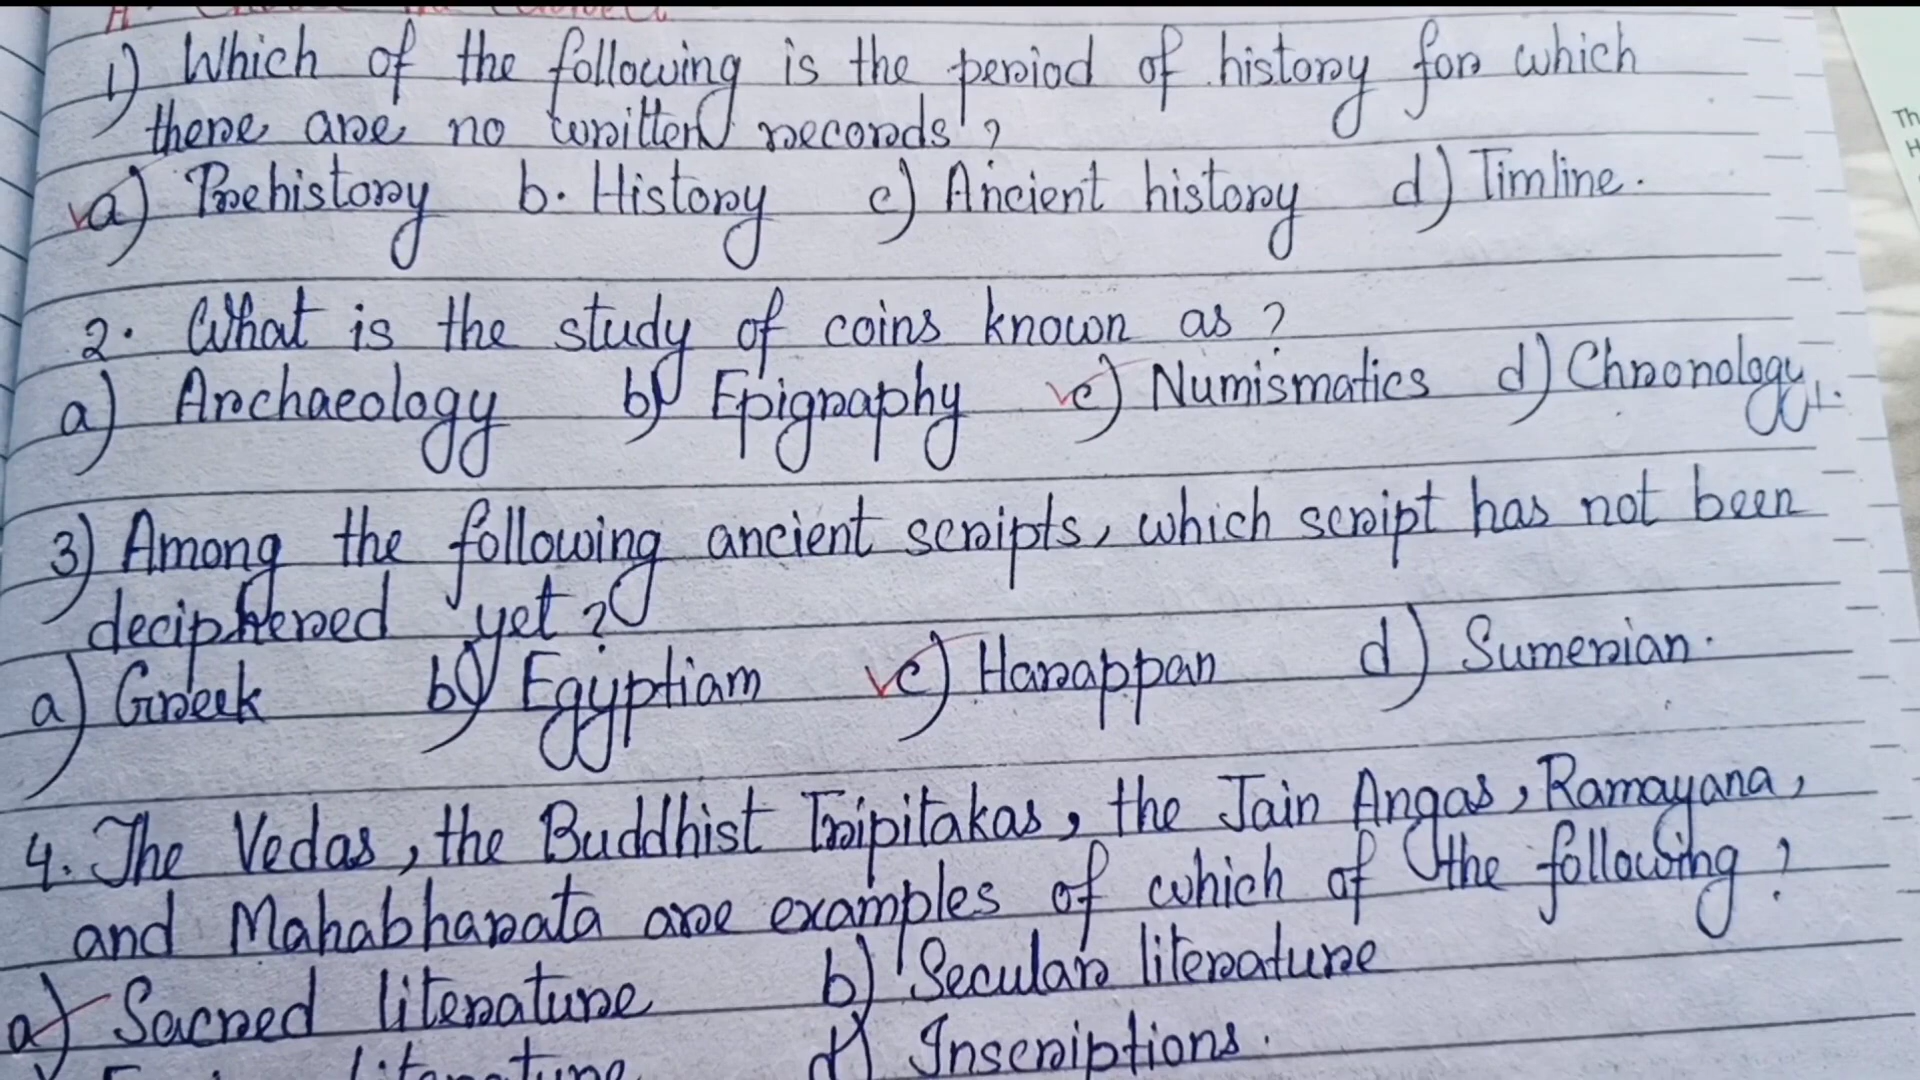 1) Which of the following is the period of history for which
there are no written records?
a) Prehistory b. History c) Ancient history d) Timline.
2. What is the study of coins known as?
a) Archaeology b) Epigraphy c) Numismatics d) Chronology.
3) Among the following ancient scripts, which script has not been
deciphered yet?
a) Greek b) Egyptiam c) Harappan d) Sumerian.
4. The Vedas, the Buddhist Tripitakas, the Jain Angas, Ramayana,
and Mahabharata are examples of which of the following?
a) Sacred literature b) Secular literature
literature d) Inscriptions.